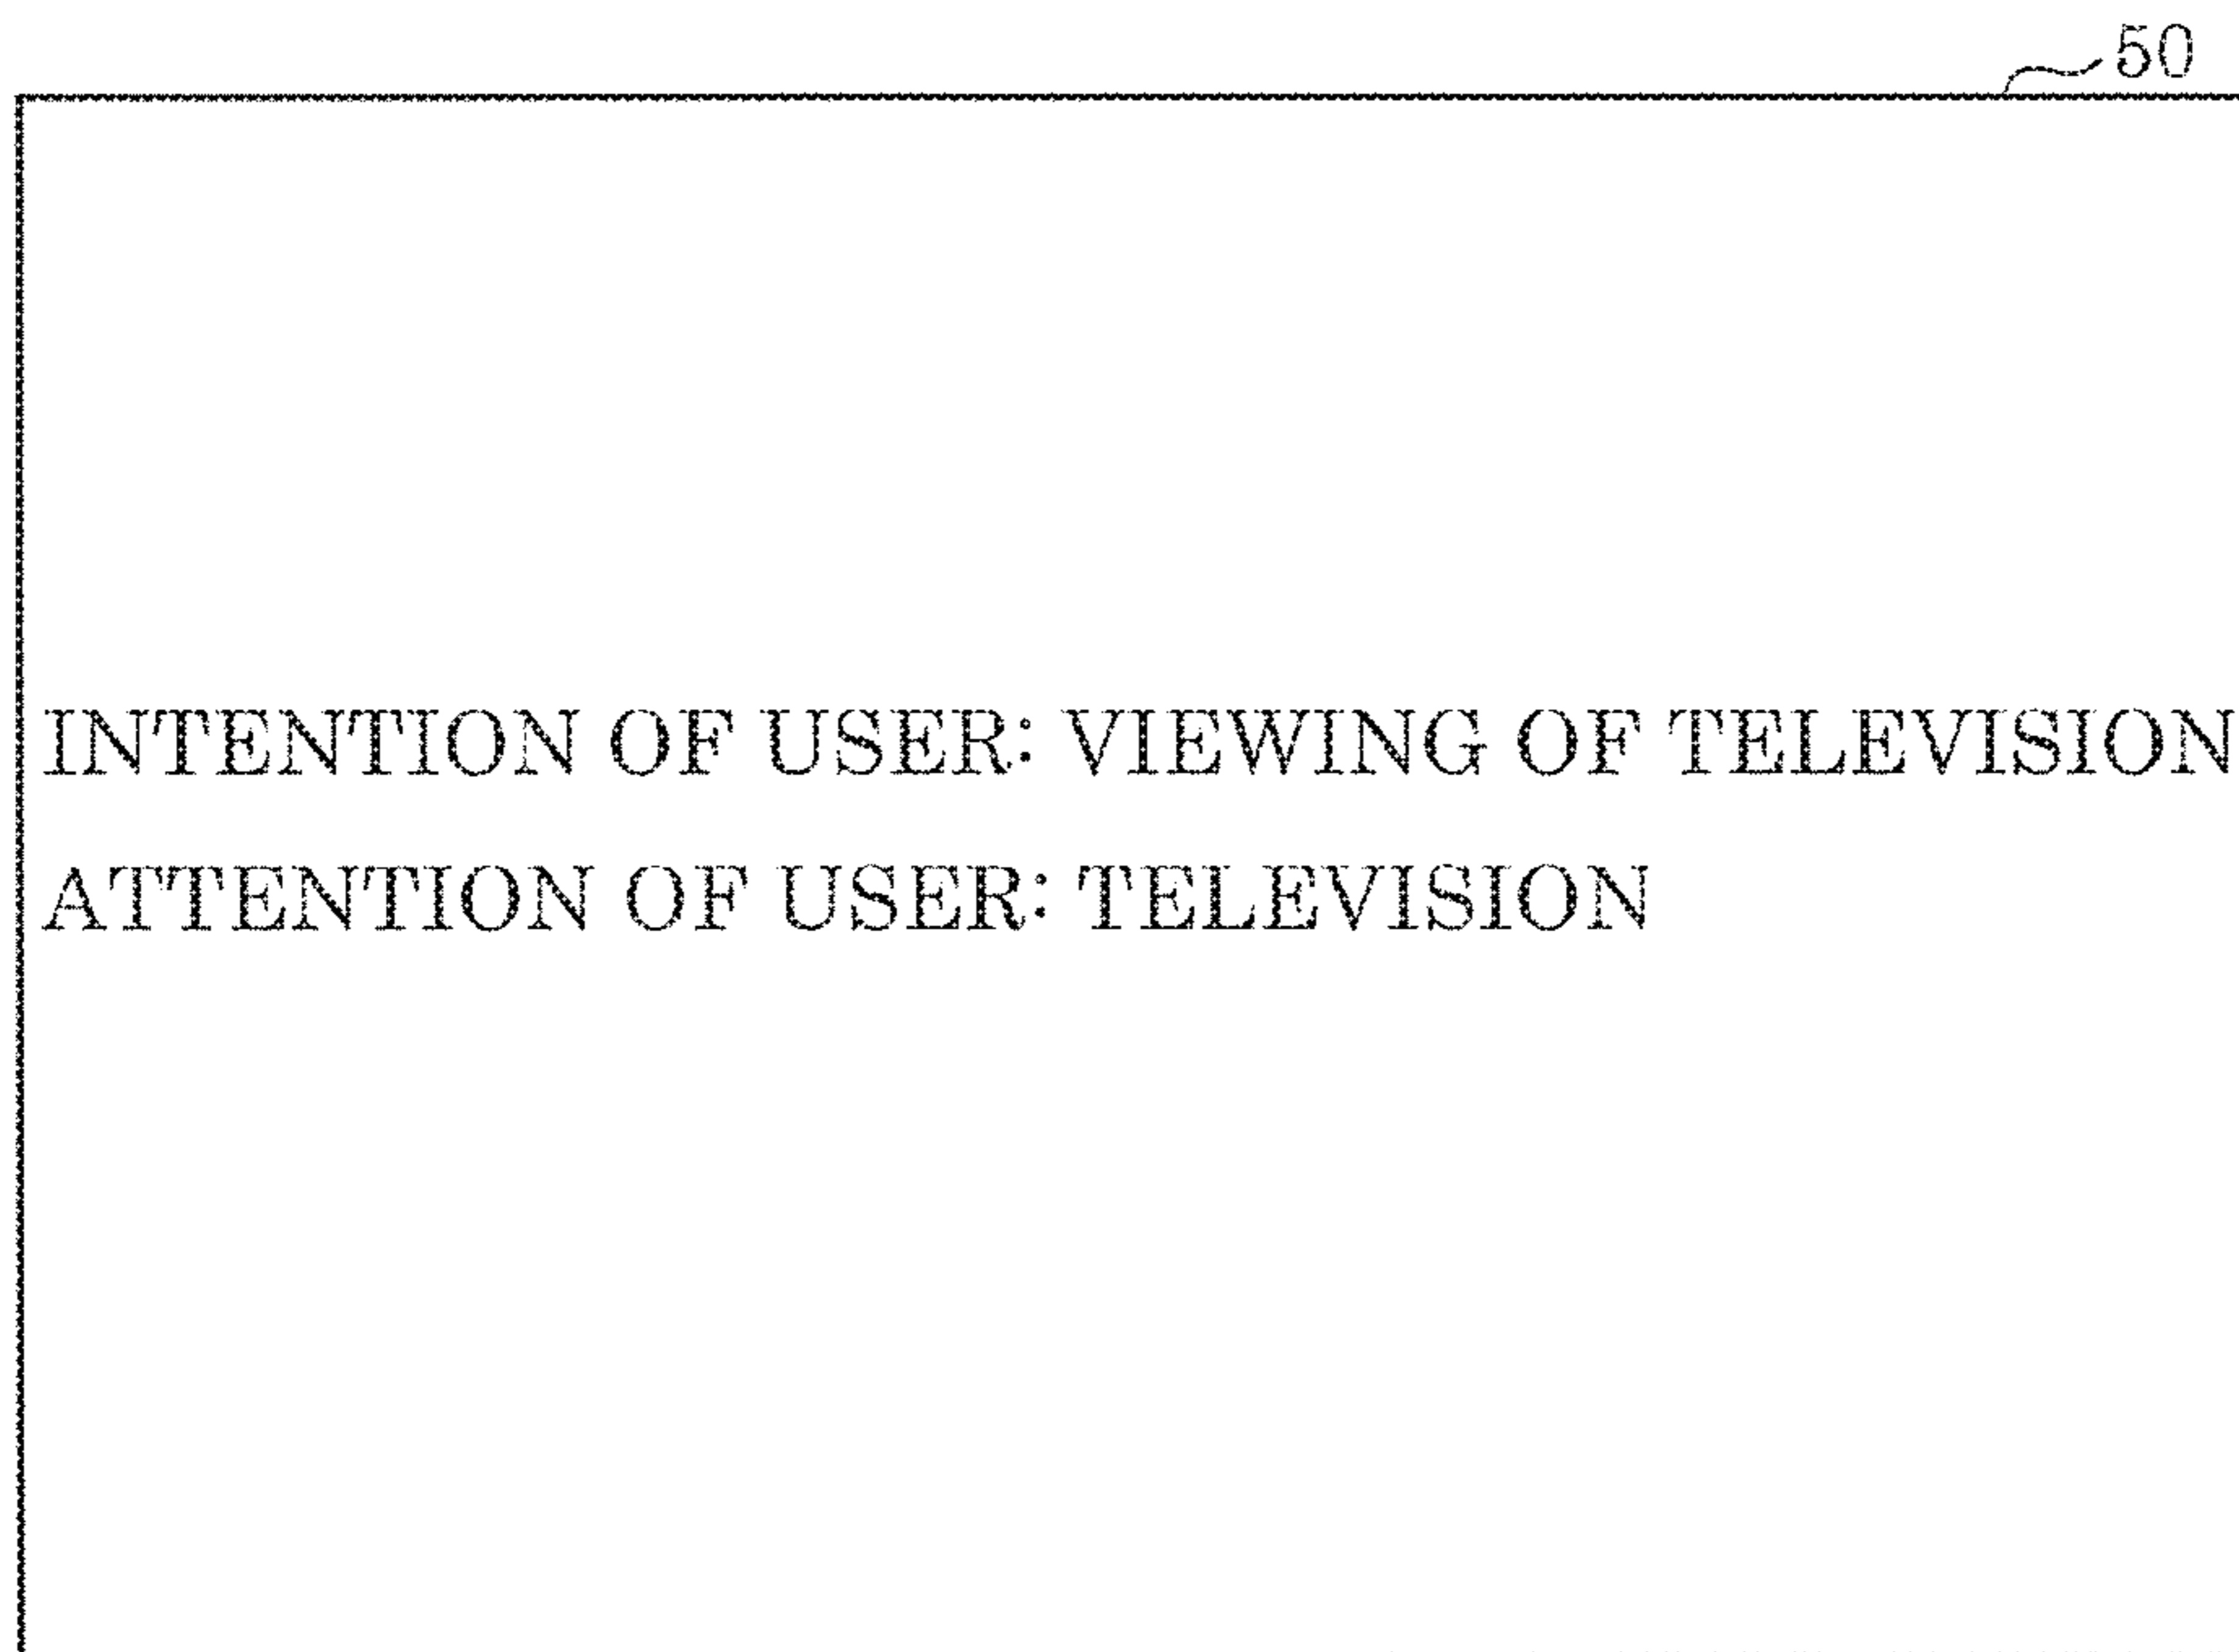 50
INTENTION OF USER: VIEWING OF TELEVISION
ATTENTION OF USER: TELEVISION